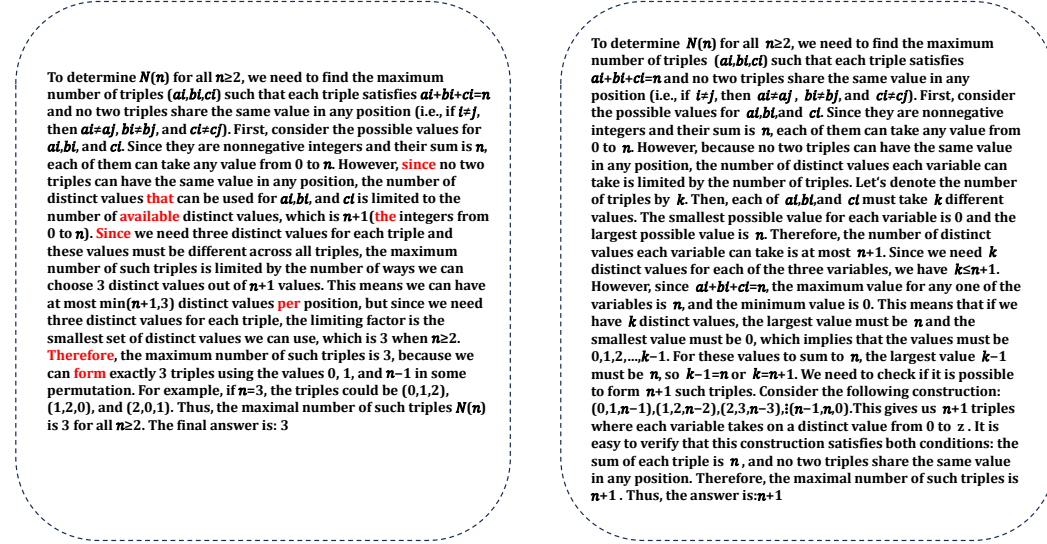 To determine N(n) for all n≥2, we need to find the maximum
number of triples (ai,bi,ci) such that each triple satisfies ai+bi+ci=n
and no two triples share the same value in any position (i.e., if i≠j,
then ai≠aj, bi≠bj, and ci≠cj). First, consider the possible values for
ai,bi, and ci. Since they are nonnegative integers and their sum is n,
each of them can take any value from 0 to n. However, since no two
triples can have the same value in any position, the number of
distinct values that can be used for ai,bi, and ci is limited to the
number of available distinct values, which is n+1(the integers from
0 to n). Since we need three distinct values for each triple and
these values must be different across all triples, the maximum
number of such triples is limited by the number of ways we can
choose 3 distinct values out of n+1 values. This means we can have
at most min(n+1,3) distinct values per position, but since we need
three distinct values for each triple, the limiting factor is the
smallest set of distinct values we can use, which is 3 when n≥2.
Therefore, the maximum number of such triples is 3, because we
can form exactly 3 triples using the values 0, 1, and n−1 in some
permutation. For example, if n=3, the triples could be (0,1,2),
(1,2,0), and (2,0,1). Thus, the maximal number of such triples N(n)
is 3 for all n≥2. The final answer is: 3
To determine N(n) for all n≥2, we need to find the maximum
number of triples (ai,bi,ci) such that each triple satisfies
ai+bi+ci=n and no two triples share the same value in any
position (i.e., if i≠j, then ai≠aj , bi≠bj, and ci≠cj). First, consider
the possible values for ai,bi,and ci. Since they are nonnegative
integers and their sum is n, each of them can take any value from
0 to n. However, because no two triples can have the same value
in any position, the number of distinct values each variable can
take is limited by the number of triples. Let's denote the number
of triples by k. Then, each of ai,bi,and ci must take k different
values. The smallest possible value for each variable is 0 and the
largest possible value is n. Therefore, the number of distinct
values each variable can take is at most n+1. Since we need k
distinct values for each of the three variables, we have k≤n+1.
However, since ai+bi+ci=n, the maximum value for any one of the
variables is n, and the minimum value is 0. This means that if we
have k distinct values, the largest value must be n and the
smallest value must be 0, which implies that the values must be
0,1,2,...,k−1. For these values to sum to n, the largest value k−1
must be n, so k−1=n or k=n+1. We need to check if it is possible
to form n+1 such triples. Consider the following construction:
(0,1,n−1),(1,2,n−2),(2,3,n−3),⋮(n−1,n,0).This gives us n+1 triples
where each variable takes on a distinct value from 0 to z . It is
easy to verify that this construction satisfies both conditions: the
sum of each triple is n , and no two triples share the same value
in any position. Therefore, the maximal number of such triples is
n+1 . Thus, the answer is:n+1